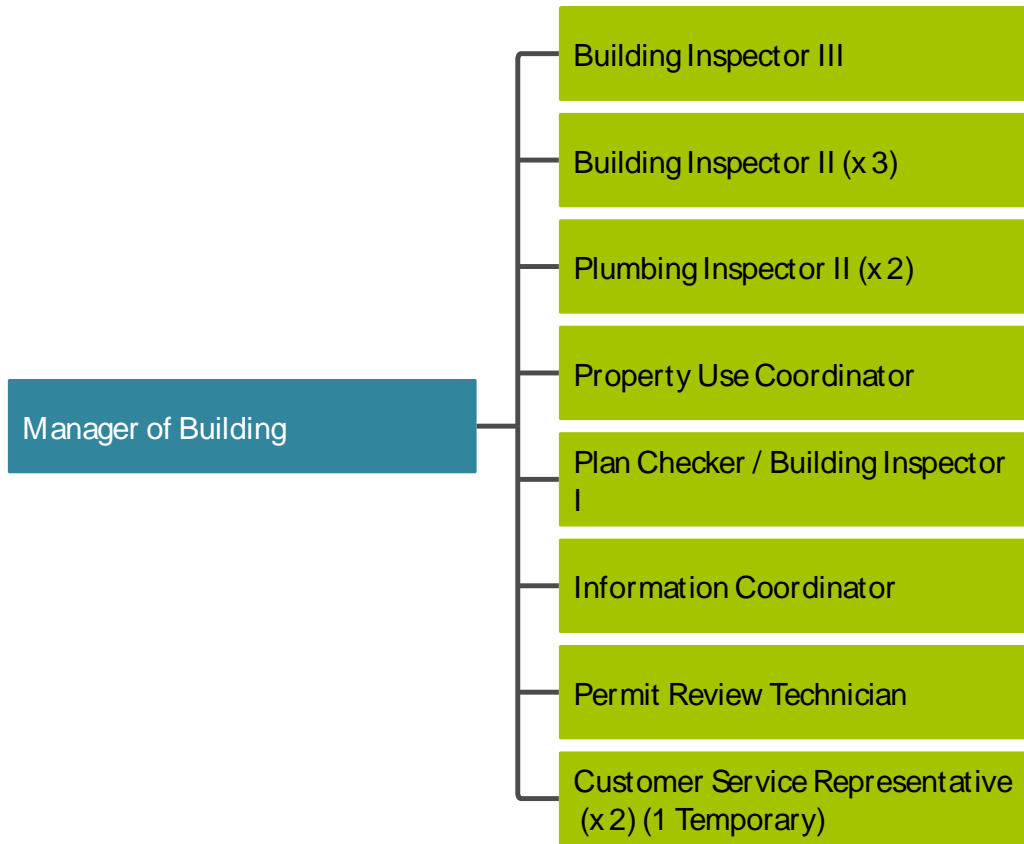 Building Inspector III
Building Inspector II (x 3)
Plumbing Inspector II (x 2)
Property Use Coordinator
Manager of Building
Plan Checker / Building Inspector
I
Information Coordinator
Permit Review Technician
Customer Service Representative
(x 2) (1 Temporary)